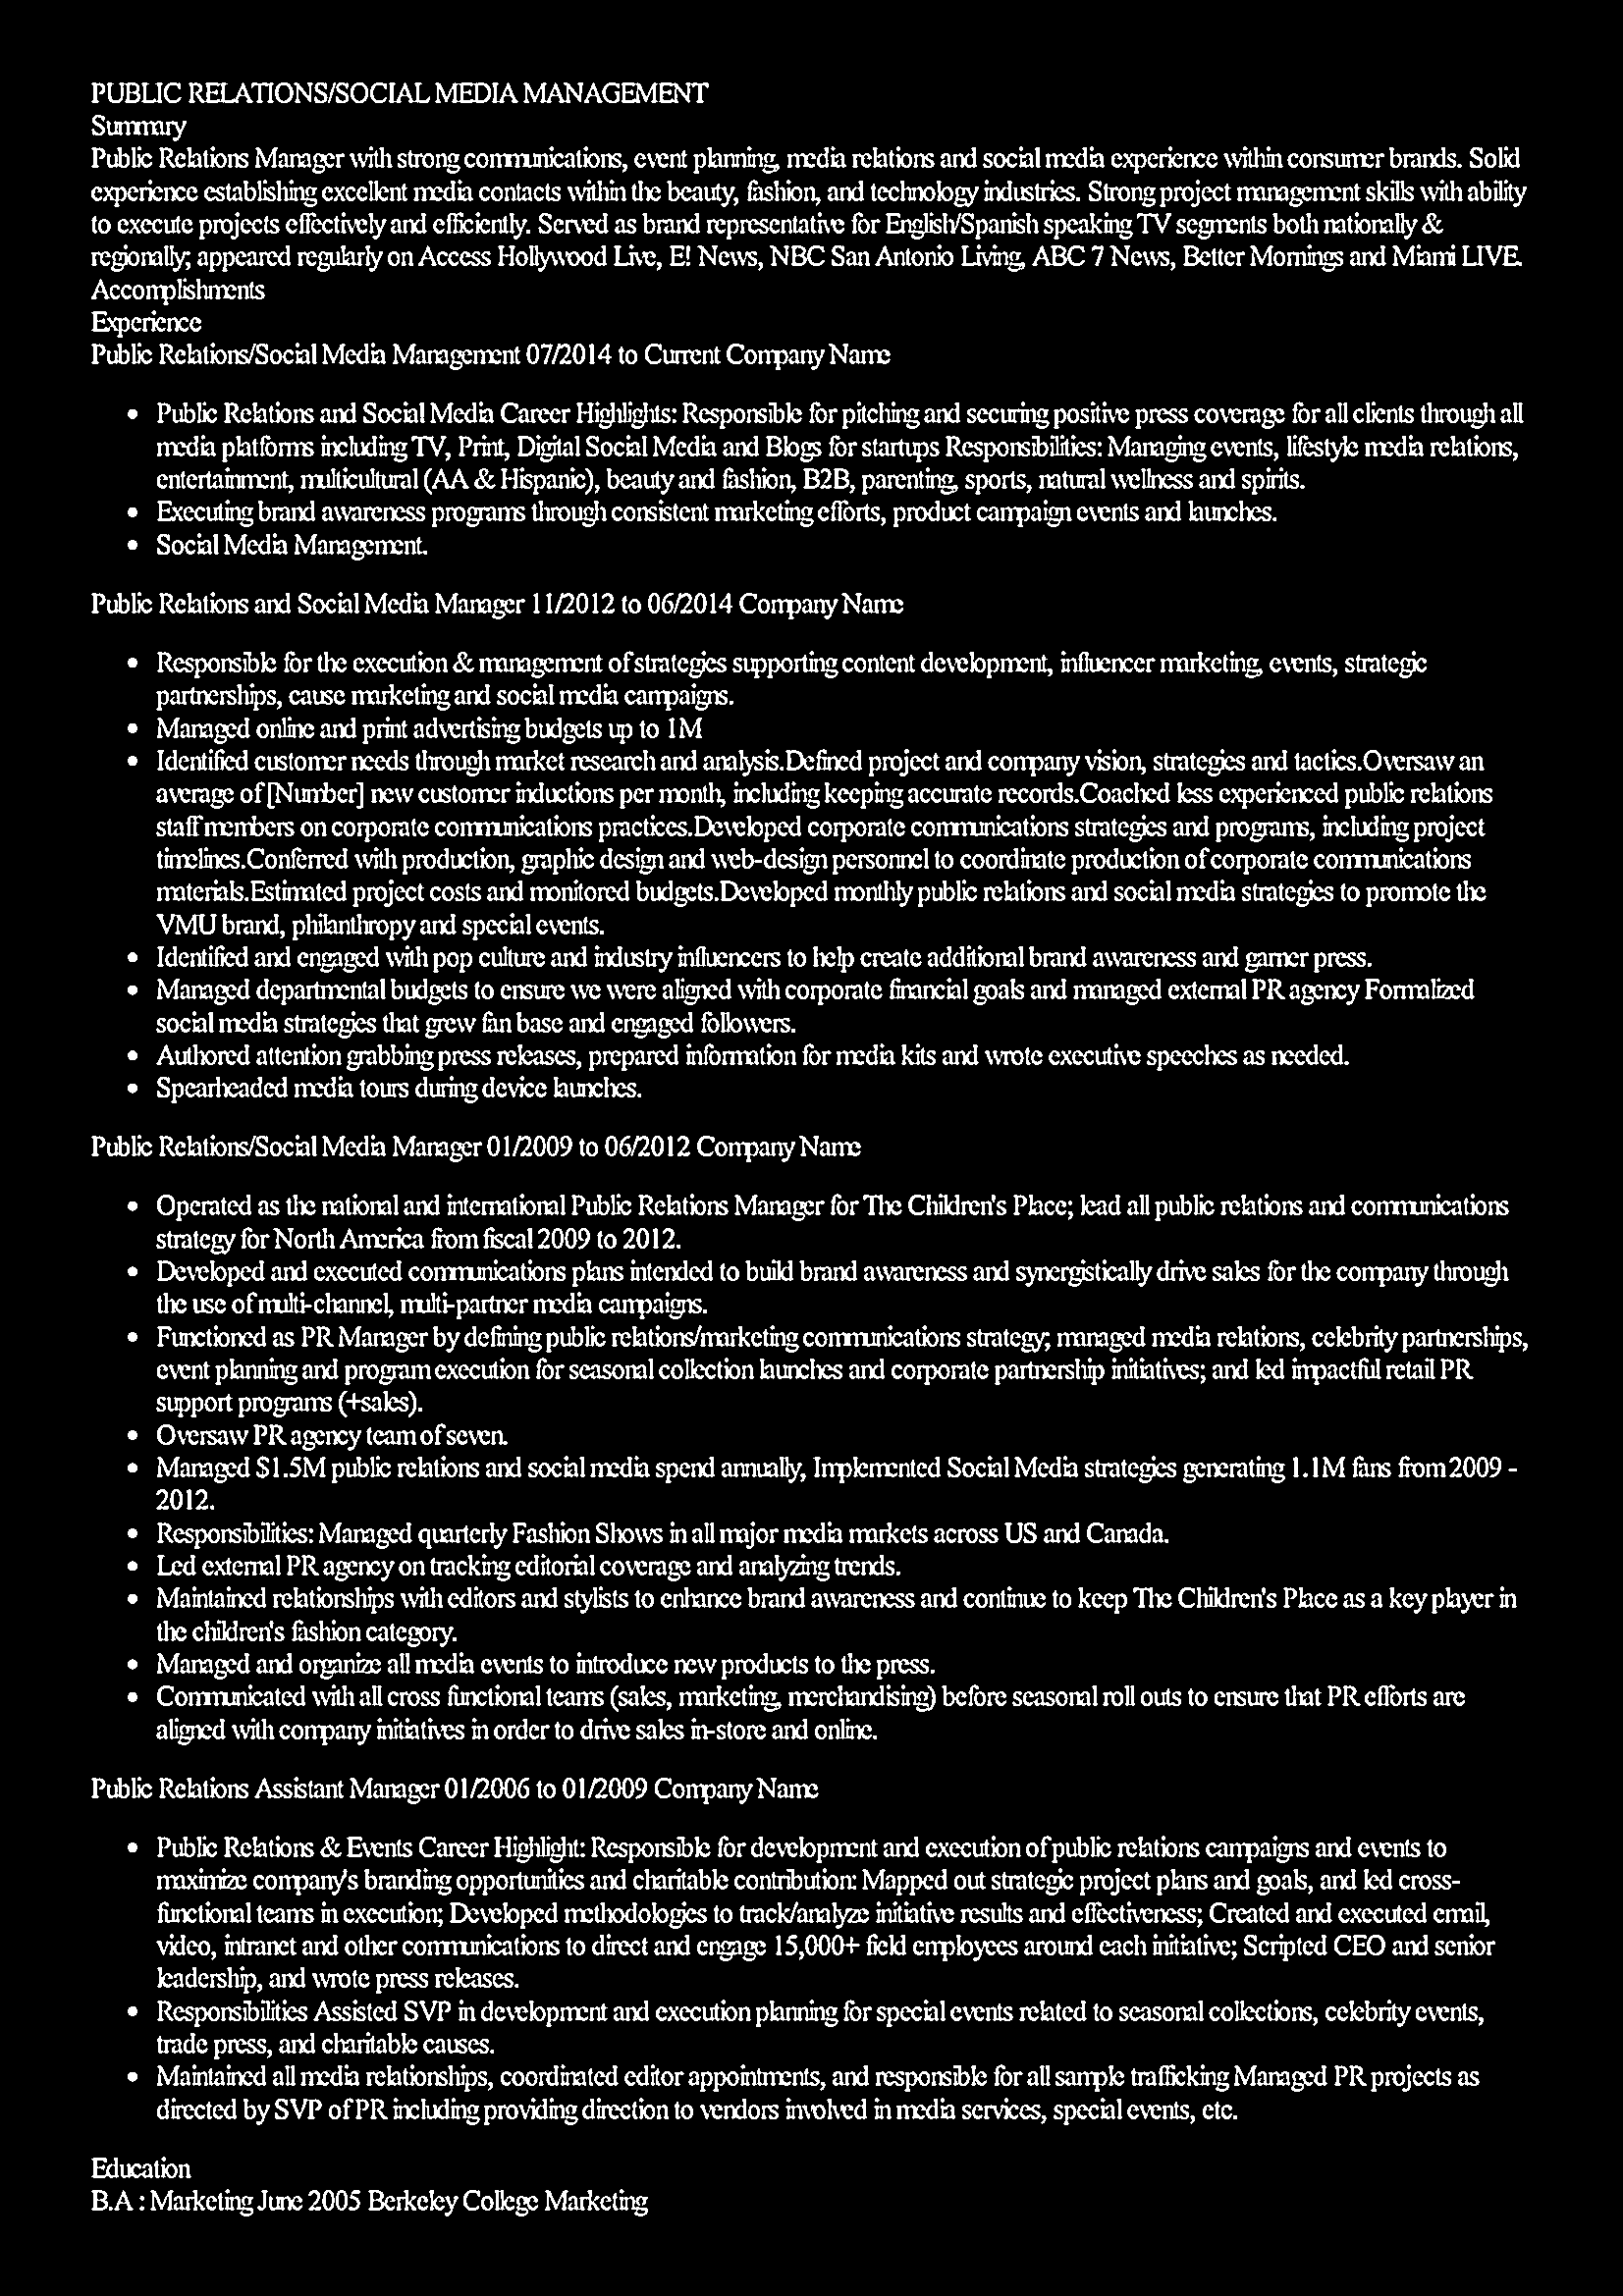 PUBLIC RELATIONS/SOCIAL MEDIA MANAGEMENT
Summary
Public Relations Manager with strong communications, event planning, media relations and social media experience within consumer brands. Solid
experience establishing excellent media contacts within the beauty, fashion, and technology industries. Strong project management skills with ability
to execute projects effectively and efficiently. Served as brand representative for English/Spanish speaking TV segments both nationally &
regionally; appeared regularly on Access Hollywood Live, E! News, NBC San Antonio Living, ABC 7 News, Better Mornings and Miami LIVE.
Accomplishments
Experience
Public Relations/Social Media Management 07/2014 to Current Company Name
• Public Relations and Social Media Career Highlights: Responsible for pitching and securing positive press coverage for all clients through all
media platforms including TV, Print, Digital Social Media and Blogs for startups Responsibilities: Managing events, lifestyle media relations,
entertainment, multicultural (AA & Hispanic), beauty and fashion, B2B, parenting, sports, natural wellness and spirits.
• Executing brand awareness programs through consistent marketing efforts, product campaign events and launches.
• Social Media Management.
Public Relations and Social Media Manager 11/2012 to 06/2014 Company Name
• Responsible for the execution & management of strategies supporting content development, influencer marketing, events, strategic
partnerships, cause marketing and social media campaigns.
• Managed online and print advertising budgets up to 1M
• Identified customer needs through market research and analysis.Defined project and company vision, strategies and tactics.Oversaw an
average of [Number] new customer inductions per month, including keeping accurate records.Coached less experienced public relations
staff members on corporate communications practices.Developed corporate communications strategies and programs, including project
timelines.Conferred with production, graphic design and web-design personnel to coordinate production of corporate communications
materials.Estimated project costs and monitored budgets.Developed monthly public relations and social media strategies to promote the
VMU brand, philanthropy and special events.
• Identified and engaged with pop culture and industry influencers to help create additional brand awareness and garner press.
• Managed departmental budgets to ensure we were aligned with corporate financial goals and managed external PR agency Formalized
social media strategies that grew fan base and engaged followers.
• Authored attention grabbing press releases, prepared information for media kits and wrote executive speeches as needed.
• Spearheaded media tours during device launches.
Public Relations/Social Media Manager 01/2009 to 06/2012 Company Name
• Operated as the national and international Public Relations Manager for The Children's Place; lead all public relations and communications
strategy for North America from fiscal 2009 to 2012.
• Developed and executed communications plans intended to build brand awareness and synergistically drive sales for the company through
the use of multi-channel, multi-partner media campaigns.
• Functioned as PR Manager by defining public relations/marketing communications strategy; managed media relations, celebrity partnerships,
event planning and program execution for seasonal collection launches and corporate partnership initiatives; and led impactful retail PR
support programs (+sales).
• Oversaw PR agency team of seven.
• Managed $1.5M public relations and social media spend annually, Implemented Social Media strategies generating 1.1M fans from 2009 -
2012.
• Responsibilities: Managed quarterly Fashion Shows in all major media markets across US and Canada.
• Led external PR agency on tracking editorial coverage and analyzing trends.
• Maintained relationships with editors and stylists to enhance brand awareness and continue to keep The Children's Place as a key player in
the children's fashion category.
• Managed and organize all media events to introduce new products to the press.
• Communicated with all cross functional teams (sales, marketing, merchandising) before seasonal roll outs to ensure that PR efforts are
aligned with company initiatives in order to drive sales in-store and online.
Public Relations Assistant Manager 01/2006 to 01/2009 Company Name
• Public Relations & Events Career Highlight: Responsible for development and execution of public relations campaigns and events to
maximize company's branding opportunities and charitable contribution: Mapped out strategic project plans and goals, and led cross-
functional teams in execution; Developed methodologies to track/analyze initiative results and effectiveness; Created and executed email,
video, intranet and other communications to direct and engage 15,000+ field employees around each initiative; Scripted CEO and senior
leadership, and wrote press releases.
• Responsibilities Assisted SVP in development and execution planning for special events related to seasonal collections, celebrity events,
trade press, and charitable causes.
• Maintained all media relationships, coordinated editor appointments, and responsible for all sample trafficking Managed PR projects as
directed by SVP of PR including providing direction to vendors involved in media services, special events, etc.
Education
B.A : Marketing June 2005 Berkeley College Marketing